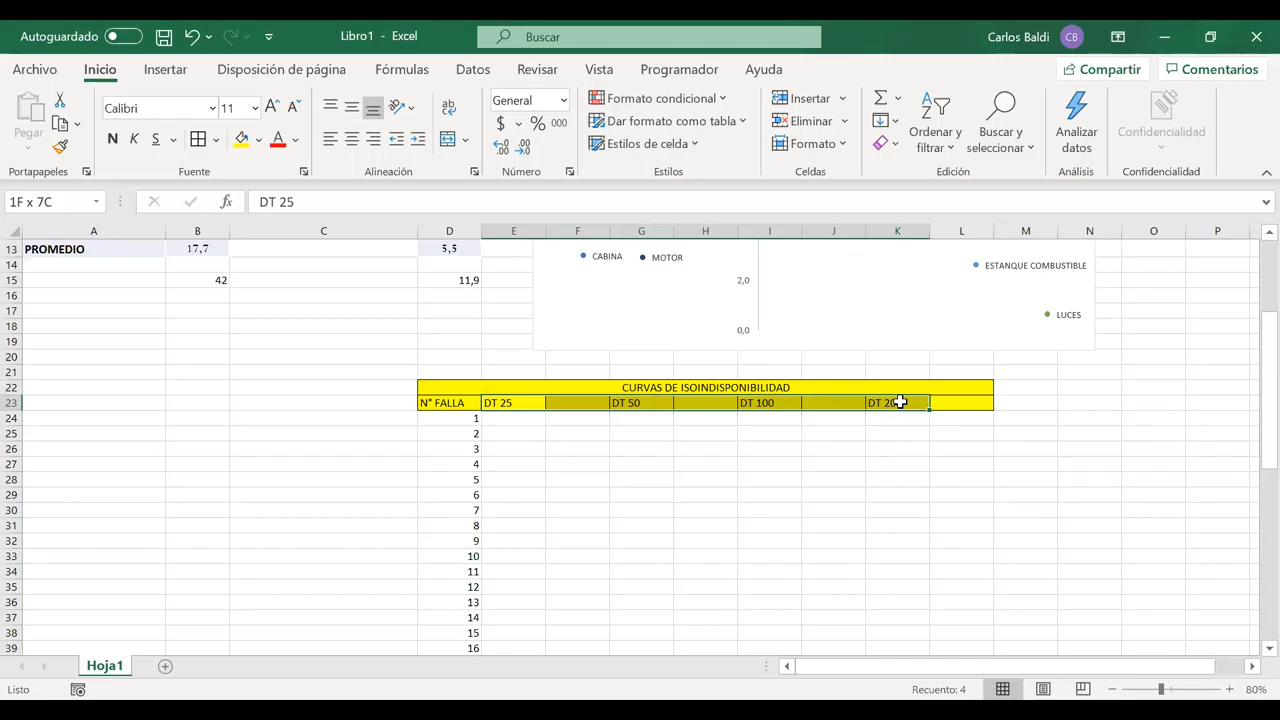 Autoguardado
Libro1 - Excel
Buscar
Carlos Baldi
CB
Archivo Inicio Insertar Disposición de página Fórmulas Datos Revisar Vista Programador Ayuda
Compartir
Comentarios
Pegar
Calibri 11
N K S
General
$ % 000
Formato condicional
Dar formato como tabla
Estilos de celda
Insertar
Eliminar
Formato
Ordenar y filtrar
Buscar y seleccionar
Analizar datos
Confidencialidad
Portapapeles Fuente Alineación Número Estilos Celdas Edición Análisis Confidencialidad
1F x 7C
fx
DT 25
A B C D E F G H I J K L M N O P
13 PROMEDIO 17,7 5,5
CABINA MOTOR
ESTANQUE COMBUSTIBLE
14
15 42 11,9 2,0
16
17 LUCES
18 0,0
19
20
21
22 CURVAS DE ISOINDISPONIBILIDAD
23 N° FALLA DT 25 DT 50 DT 100
24 1
25 2
26 3
27 4
28 5
29 6
30 7
31 8
32 9
33 10
34 11
35 12
36 13
37 14
38 15
39 16
Hoja1
Listo
Recuento: 4
80%